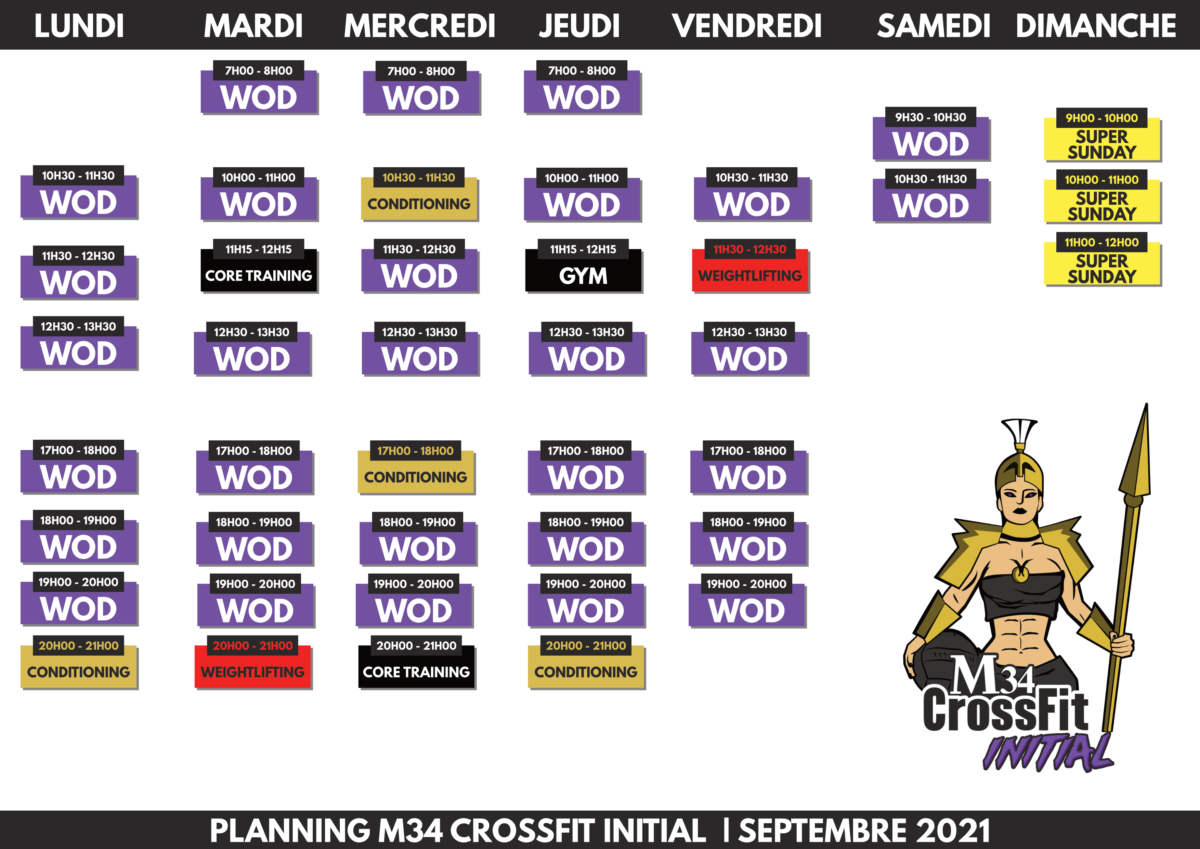 LUNDI MARDI MERCREDI JEUDI VENDREDI SAMEDI DIMANCHE
7H00 - 8H00 7H00 - 8H00 7H00 - 8H00
WOD WOD WOD
9H30 - 10H30 9H00 - 10H00
WOD SUPER
SUNDAY
10H30 - 11H30 10H00 - 11H00 10H30 - 11H30 10H00 - 11H00 10H30 - 11H30 10H30 - 11H30 10H00 - 11H00
WOD WOD CONDITIONING WOD WOD WOD SUPER
SUNDAY
11H30 - 12H30 11H15 - 12H15 11H30 - 12H30 11H15 - 12H15 11H30 - 12H30 11H00 - 12H00
WOD CORE TRAINING WOD GYM WEIGHTLIFTING SUPER
SUNDAY
12H30 - 13H30 12H30 - 13H30 12H30 - 13H30 12H30 - 13H30 12H30 - 13H30
WOD WOD WOD WOD WOD
17H00 - 18H00 17H00 - 18H00 17H00 - 18H00 17H00 - 18H00 17H00 - 18H00
WOD WOD CONDITIONING WOD WOD
18H00 - 19H00 18H00 - 19H00 18H00 - 19H00 18H00 - 19H00 18H00 - 19H00
WOD WOD WOD WOD WOD
19H00 - 20H00 19H00 - 20H00 19H00 - 20H00 19H00 - 20H00 19H00 - 20H00
WOD WOD WOD WOD WOD
20H00 - 21H00 20H00 - 21H00 20H00 - 21H00 20H00 - 21H00
CONDITIONING WEIGHTLIFTING CORE TRAINING CONDITIONING
M34
CrossFit
INITIAL
PLANNING M34 CROSSFIT INITIAL | SEPTEMBRE 2021